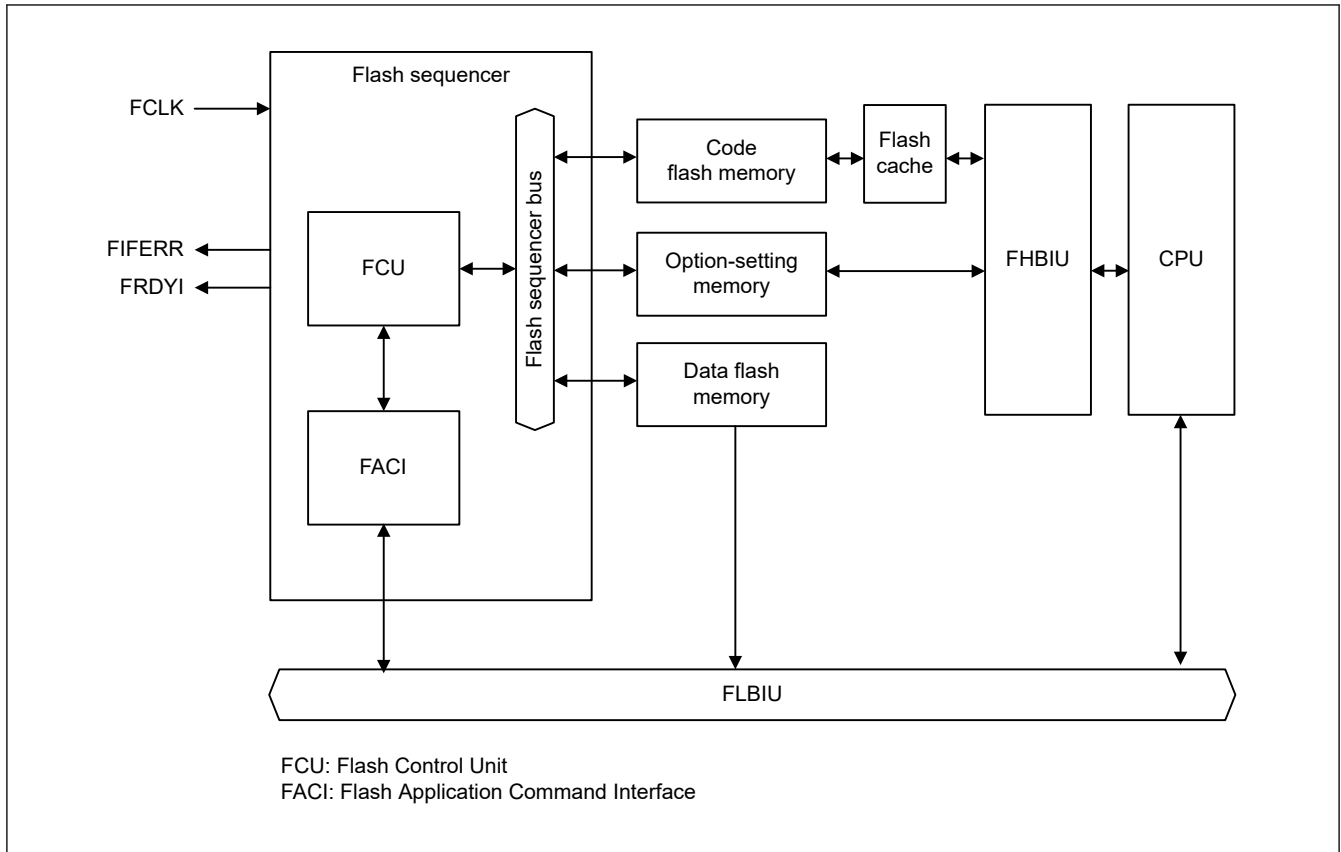 Flash sequencer
FCLK
FIFERR
FRDYI
FCU
FACI
Flash sequencer bus
Code
flash memory
Flash
cache
Option-setting
memory
Data flash
memory
FHBIU
CPU
FLBIU
FCU: Flash Control Unit
FACI: Flash Application Command Interface